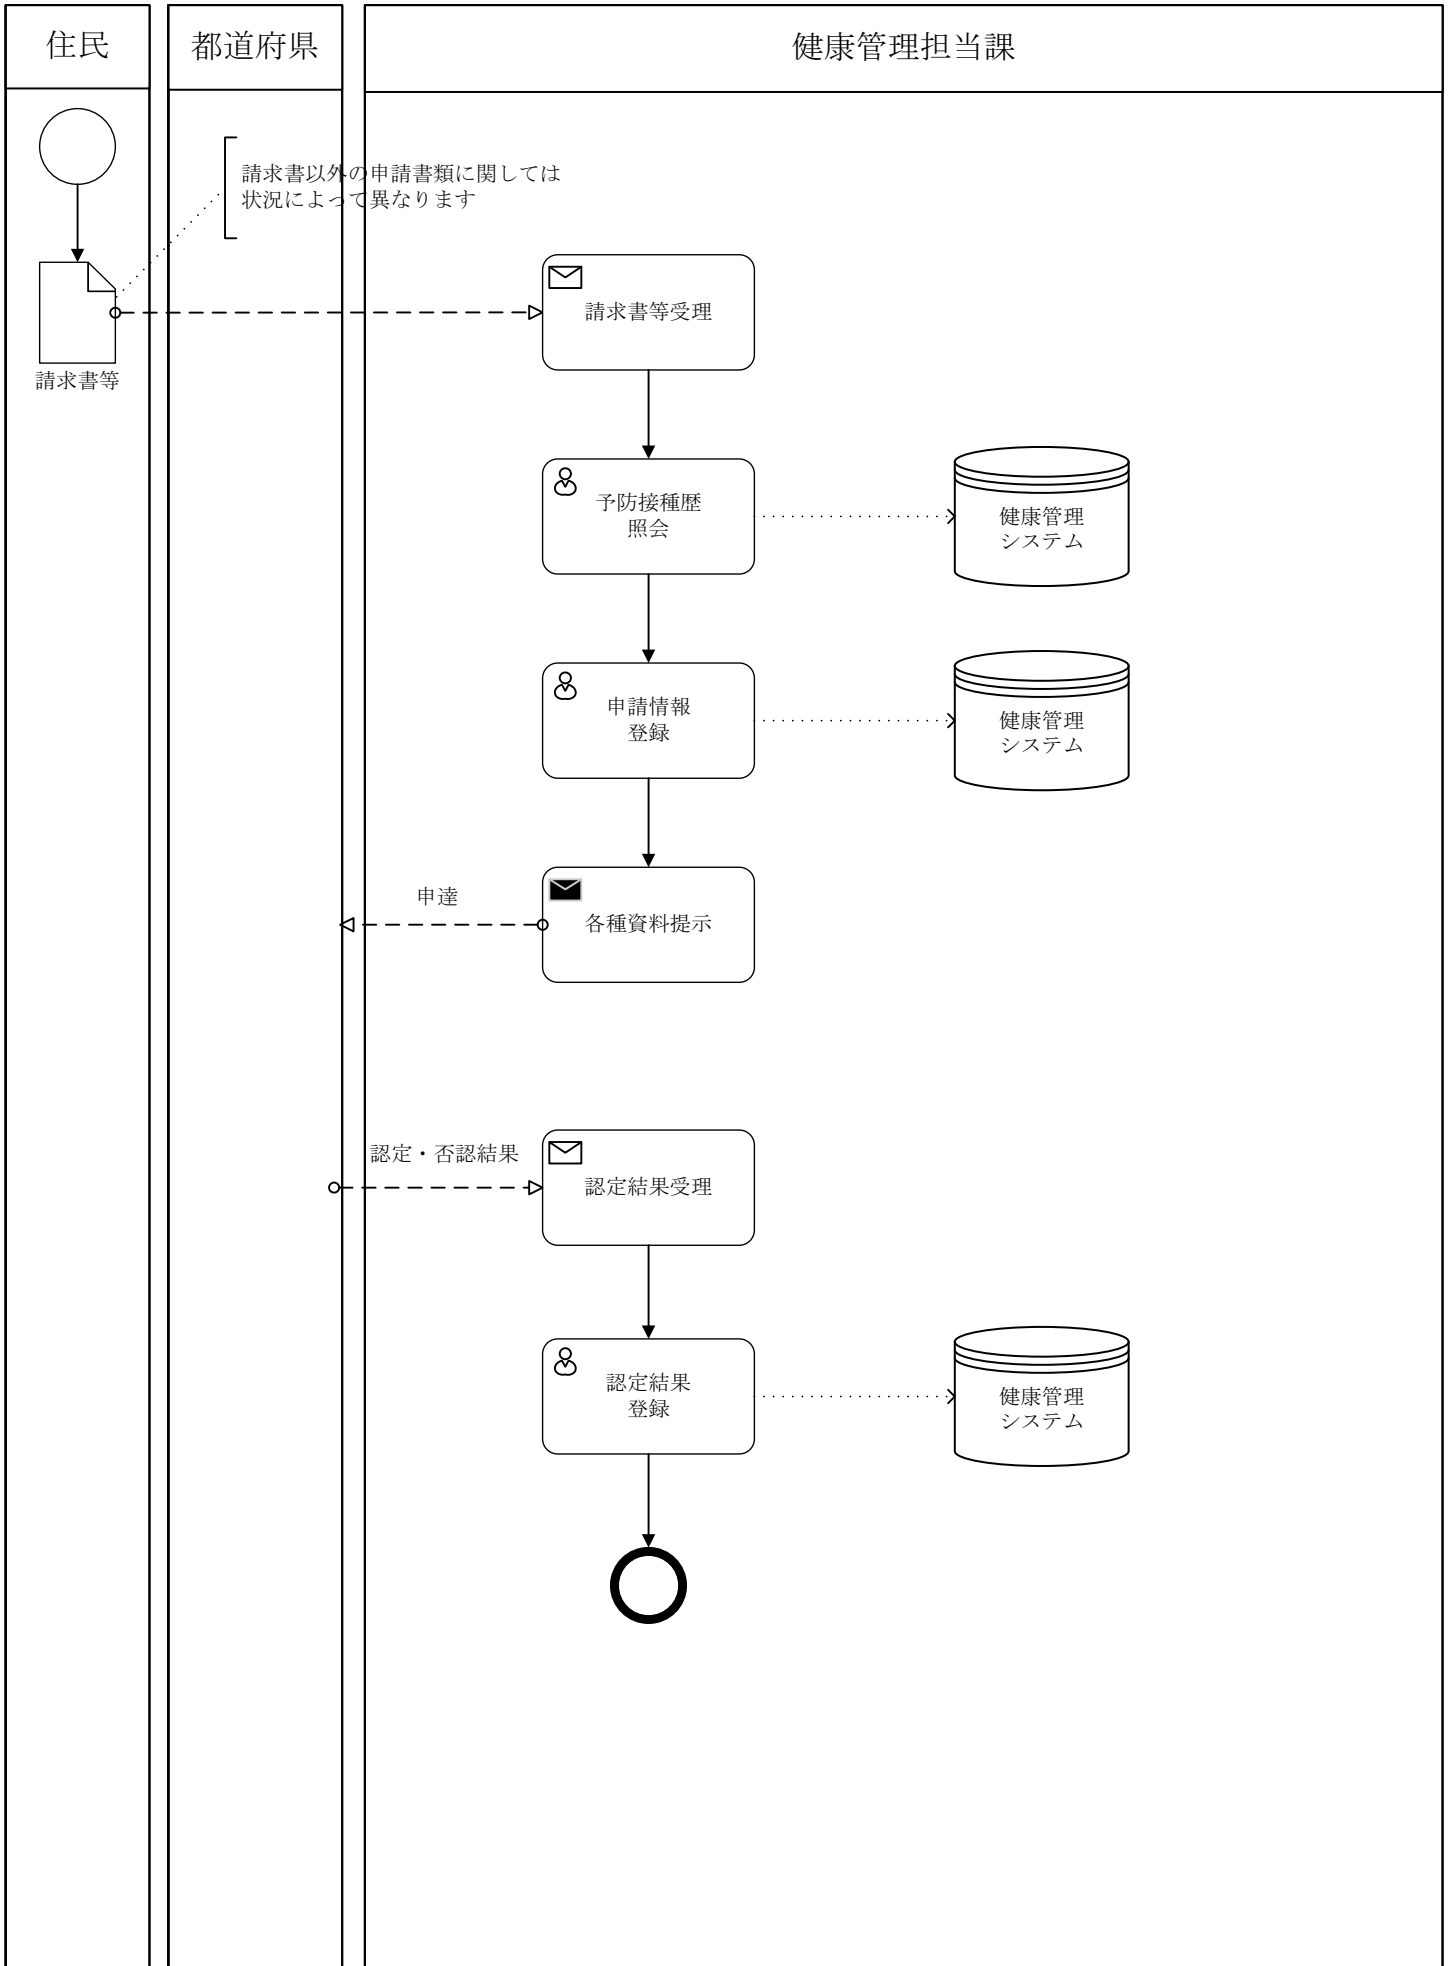 住民
都道府県
健康管理担当課
請求書以外の申請書類に関しては
状況によって異なります
請求書等受理
請求書等
予防接種歴
照会
健康管理
システム
申請情報
登録
健康管理
システム
申達
各種資料提示
認定・否認結果
認定結果受理
認定結果
登録
健康管理
システム